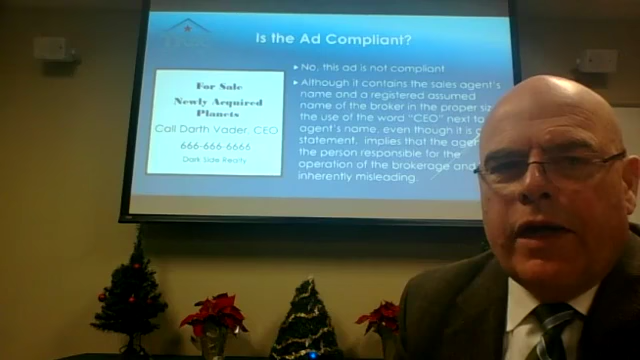 TREC
Is the Ad Compliant?
For Sale
Newly Acquired
Planets
Call Darth Vader, CEO
666-666-6666
Dark Side Realty
▸ No, this ad is not compliant
▸ Although it contains the sales agent's
name and a registered assumed
name of the broker in the proper size
the use of the word "CEO" next to
agent's name, even though it is a
statement, implies that the
the person responsible for the
operation of the brokerage and
inherently misleading.